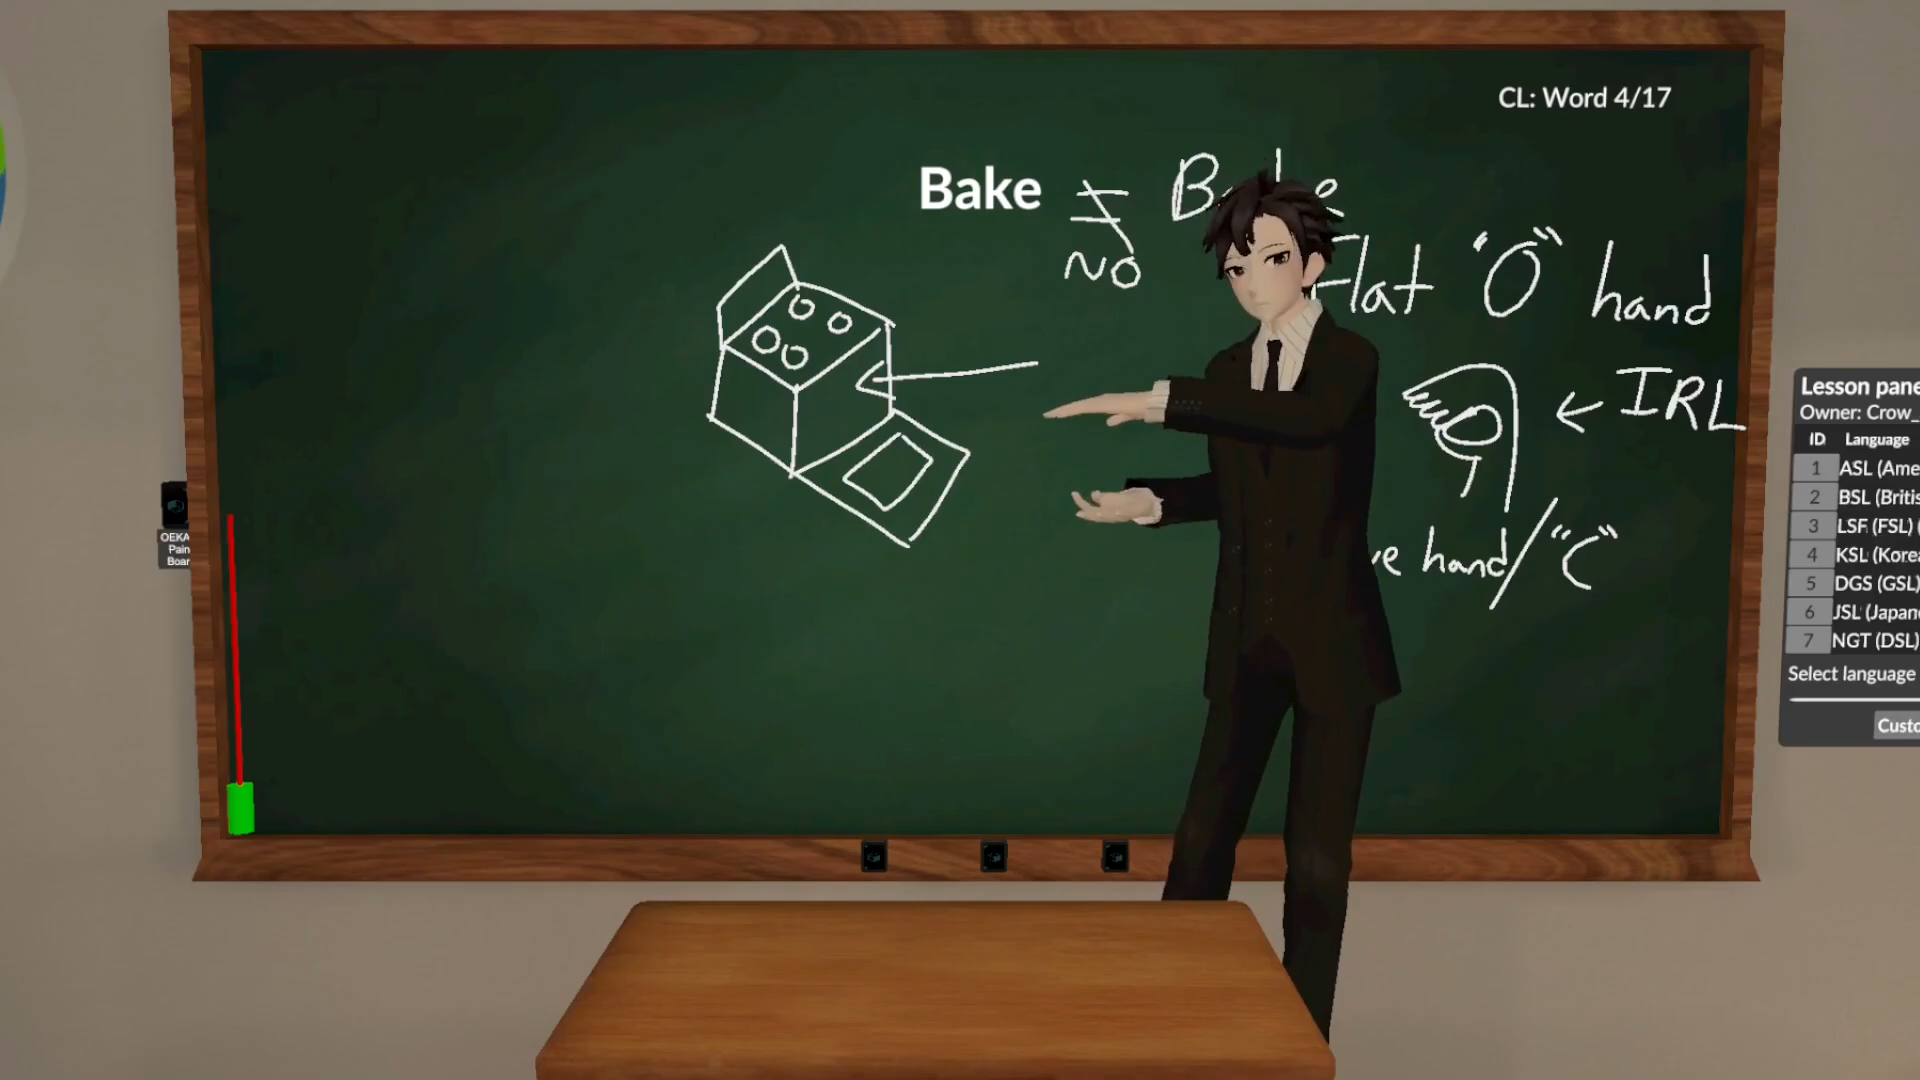 CL: Word 4/17
Bake
NO
Flat "O" hand
← IRL
hand/"C"
OEKA
Pain
Boar
Lesson pane
Owner: Crow_
ID Language
1 ASL (Ame
2 BSL (Britis
3 LSF (FSL) (
4 KSL (Korea
5 DGS (GSL)
6 JSL (Japan
7 NGT (DSL)
Select language
Custo